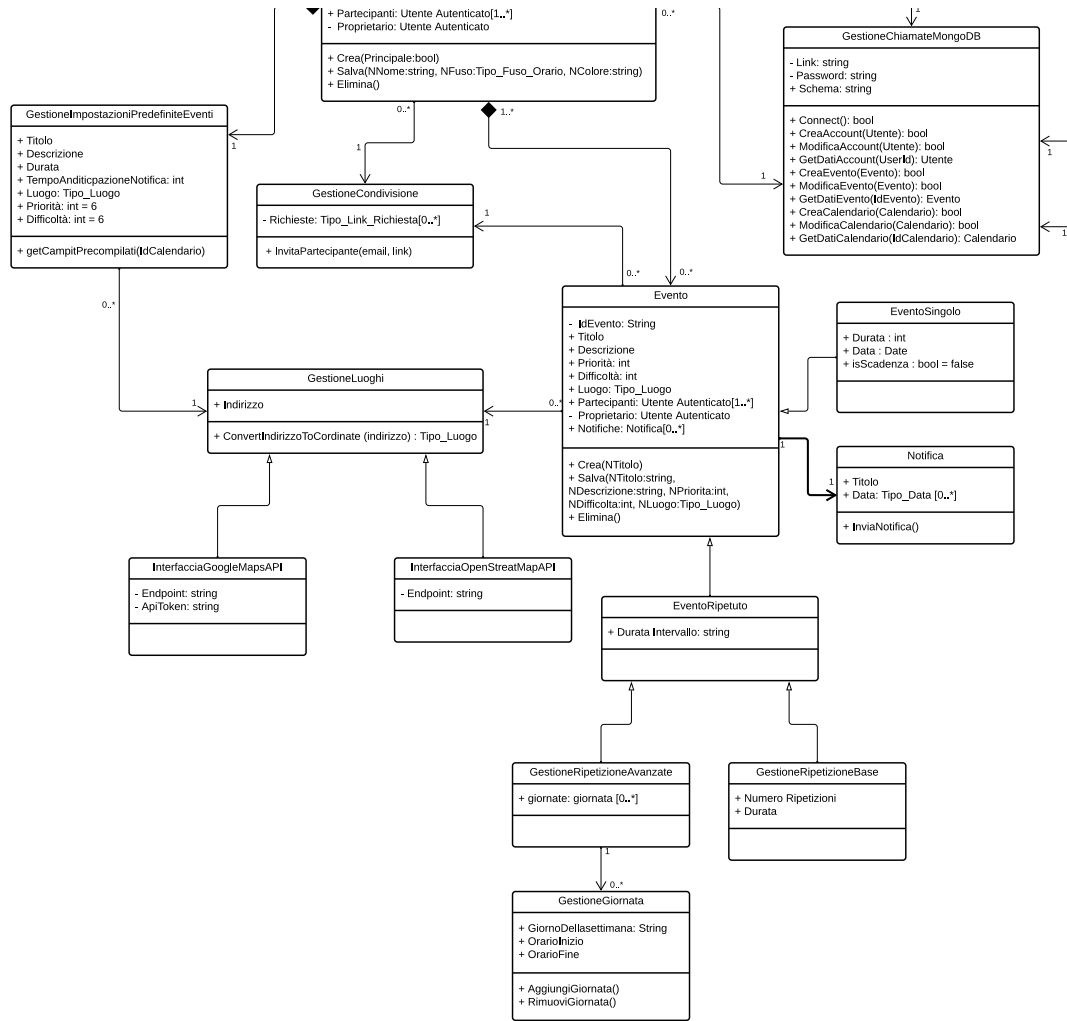 + Partecipanti: Utente Autenticato[1..*]
- Proprietario: Utente Autenticato
+ Crea(Principale:bool)
+ Salva(NNome:string, NFuso:Tipo_Fuso_Orario, NColore:string)
+ Elimina()
0..*
1
0..*
1..*
1
GestioneChiamateMongoDB
- Link: string
- Password: string
+ Schema: string
+ Connect(): bool
+ CreaAccount(Utente): bool
+ ModificaAccount(Utente): bool
+ GetDatiAccount(UserId): Utente
+ CreaEvento(Evento): bool
+ ModificaEvento(Evento): bool
+ GetDatiEvento(IdEvento): Evento
+ CreaCalendario(Calendario): bool
+ ModificaCalendario(Calendario): bool
+ GetDatiCalendario(IdCalendario): Calendario
1
1
1
GestioneImpostazioniPredefiniteEventi
+ Titolo
+ Descrizione
+ Durata
+ TempoAnditicpazioneNotifica: int
+ Luogo: Tipo_Luogo
+ Priorità: int = 6
+ Difficoltà: int = 6
+ getCampitPrecompilati(IdCalendario)
1
0..*
GestioneCondivisione
- Richieste: Tipo_Link_Richiesta[0..*]
+ InvitaPartecipante(email, link)
1
0..*
0..*
Evento
- IdEvento: String
+ Titolo
+ Descrizione
+ Priorità: int
+ Difficoltà: int
+ Luogo: Tipo_Luogo
+ Partecipanti: Utente Autenticato[1..*]
- Proprietario: Utente Autenticato
+ Notifiche: Notifica[0..*]
+ Crea(NTitolo)
+ Salva(NTitolo:string,
NDescrizione:string, NPriorita:int,
NDifficolta:int, NLuogo:Tipo_Luogo)
+ Elimina()
EventoSingolo
+ Durata : int
+ Data : Date
+ isScadenza : bool = false
GestioneLuoghi
+ Indirizzo
+ ConvertIndirizzoToCordinate (indirizzo) : Tipo_Luogo
1
1
0..*
1
1
Notifica
+ Titolo
+ Data: Tipo_Data [0..*]
+ InviaNotifica()
InterfacciaGoogleMapsAPI
- Endpoint: string
- ApiToken: string
InterfacciaOpenStreatMapAPI
- Endpoint: string
EventoRipetuto
+ Durata Intervallo: string
GestioneRipetizioneAvanzate
+ giornate: giornata [0..*]
GestioneRipetizioneBase
+ Numero Ripetizioni
+ Durata
1
0..*
GestioneGiornata
+ GiornoDellasettimana: String
+ OrarioInizio
+ OrarioFine
+ AggiungiGiornata()
+ RimuoviGiornata()